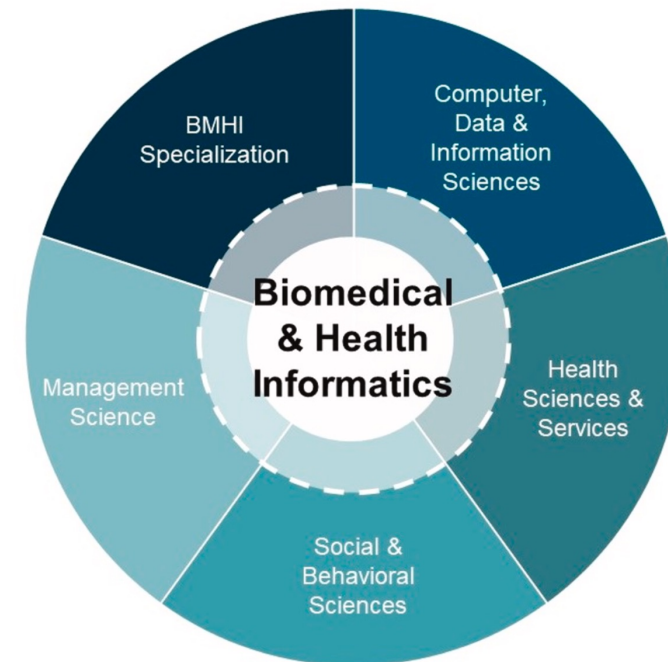 BMHI
Specialization
Computer,
Data &
Information
Sciences
Biomedical
& Health
Informatics
Health
Sciences &
Services
Management
Science
Social &
Behavioral
Sciences